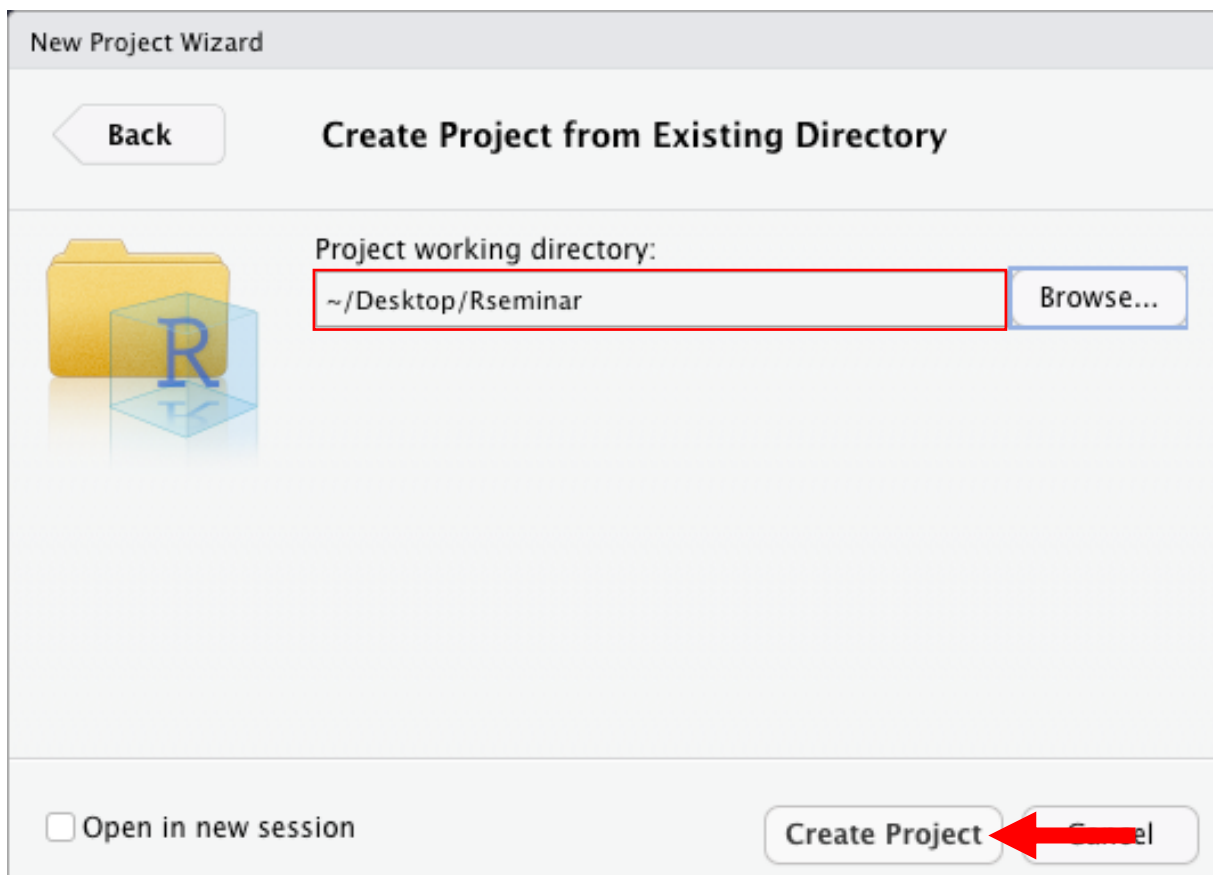 New Project Wizard
Back
Create Project from Existing Directory
Project working directory:
~/Desktop/Rseminar
Browse...
R
Open in new session
Create Project
Cancel